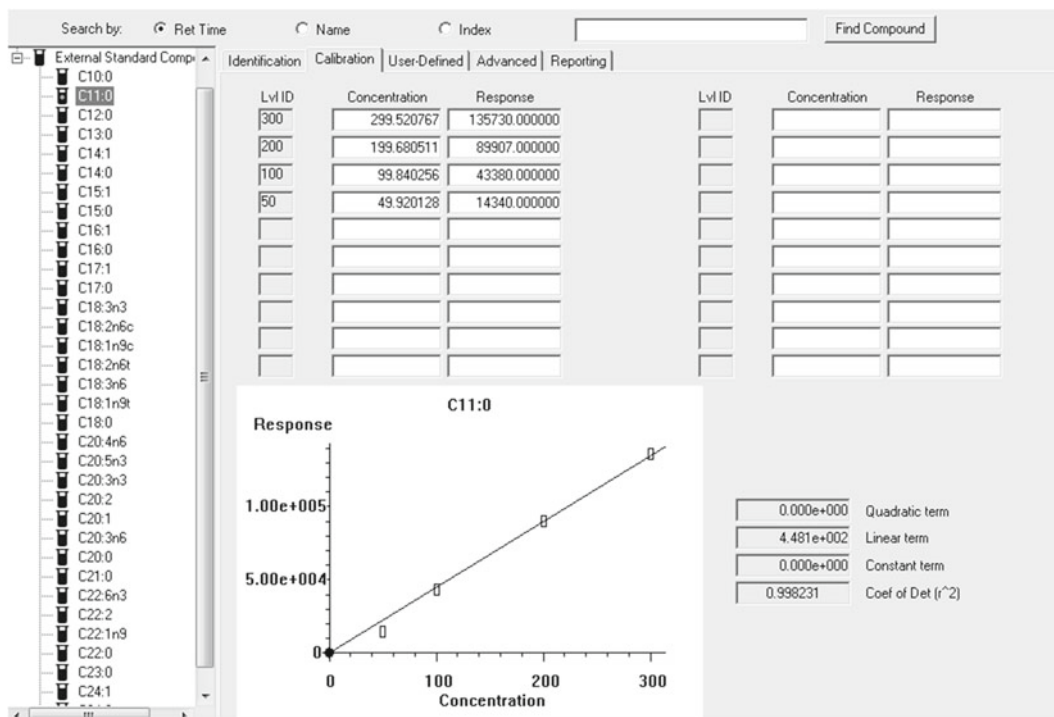 Search by: Ret Time Name Index Find Compound
External Standard Compo
C10:0
C11:0
C12:0
C13:0
C14:1
C14:0
C15:1
C15:0
C16:1
C16:0
C17:1
C17:0
C18:3n3
C18:2n6c
C18:1n9c
C18:2n6t
C18:3n6
C18:1n9t
C18:0
C20:4n6
C20:5n3
C20:3n3
C20:2
C20:1
C20:3n6
C20:0
C21:0
C22:6n3
C22:2
C22:1n9
C22:0
C23:0
C24:1
Identification Calibration User-Defined Advanced Reporting
Lvl ID Concentration Response Lvl ID Concentration Response
300 299.520767 135730.000000
200 199.680511 89907.000000
100 99.840256 43380.000000
50 49.920128 14340.000000
C11:0
Response
1.00e+005
5.00e+004
0
0 100 200 300
Concentration
0.000e+000 Quadratic term
4.481e+002 Linear term
0.000e+000 Constant term
0.998231 Coef of Det (r^2)